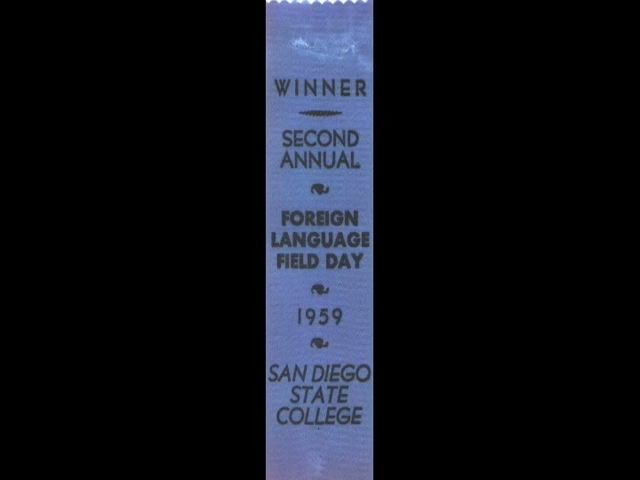 WINNER
SECOND
ANNUAL
FOREIGN
LANGUAGE
FIELD DAY
1959
SAN DIEGO
STATE
COLLEGE